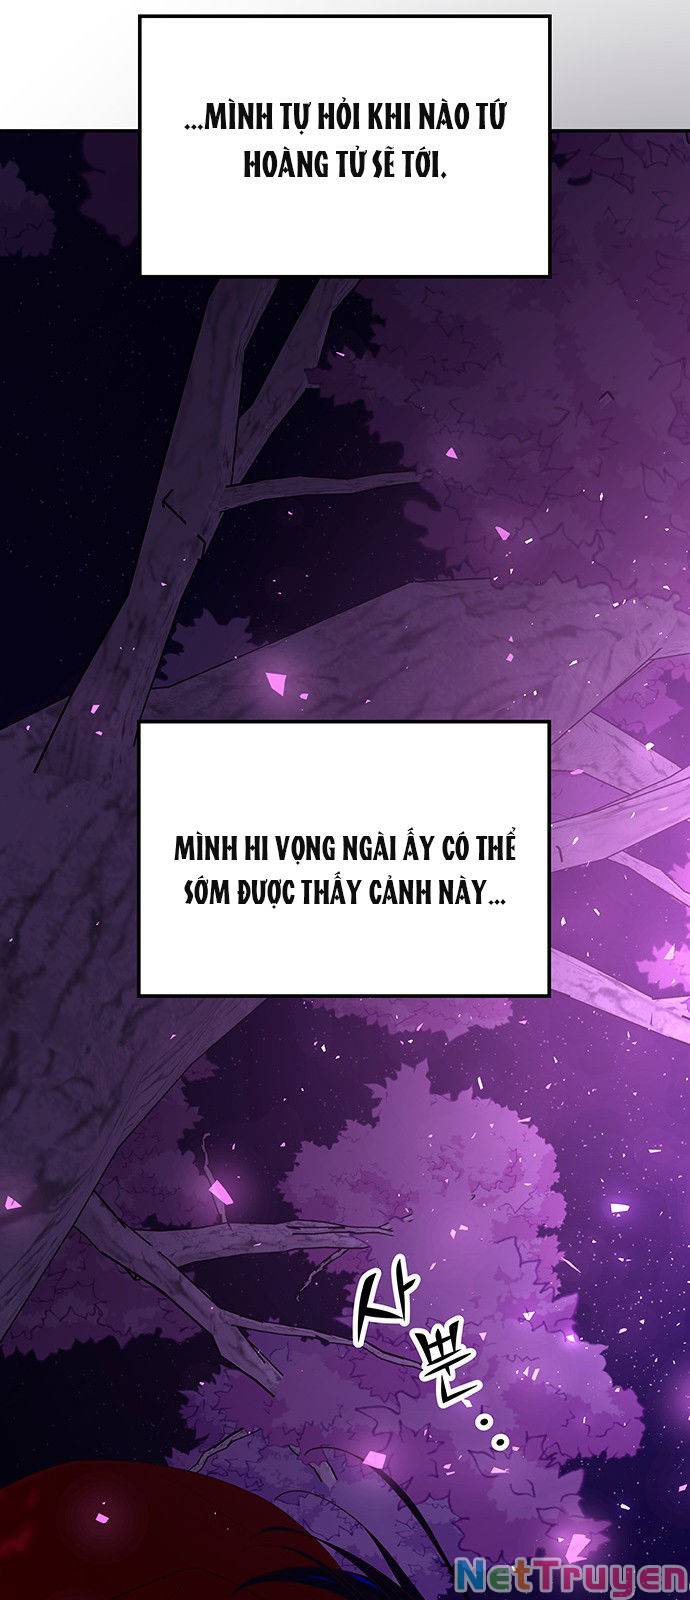 ...MÌNH TỰ HỎI KHI NÀO TỨ
HOÀNG TỬ SẼ TỚI.
MÌNH HI VỌNG NGÀI ẤY CÓ THỂ
SỚM ĐƯỢC THẤY CẢNH NÀY...
사
뿐..
NetTruyen